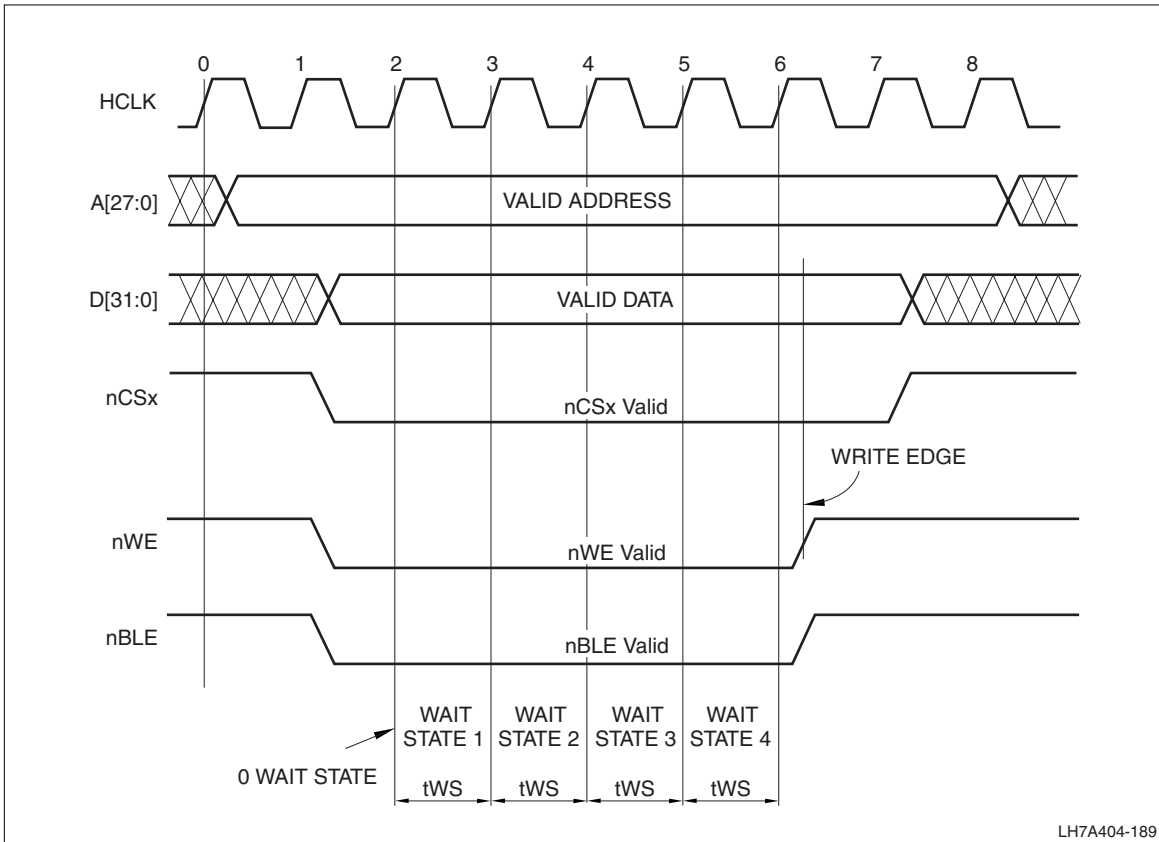 0 1 2 3 4 5 6 7 8
HCLK
A[27:0]
VALID ADDRESS
D[31:0]
VALID DATA
nCSx
nCSx Valid
WRITE EDGE
nWE
nWE Valid
nBLE
nBLE Valid
WAIT STATE 1
WAIT STATE 2
WAIT STATE 3
WAIT STATE 4
0 WAIT STATE
tWS tWS tWS tWS
LH7A404-189